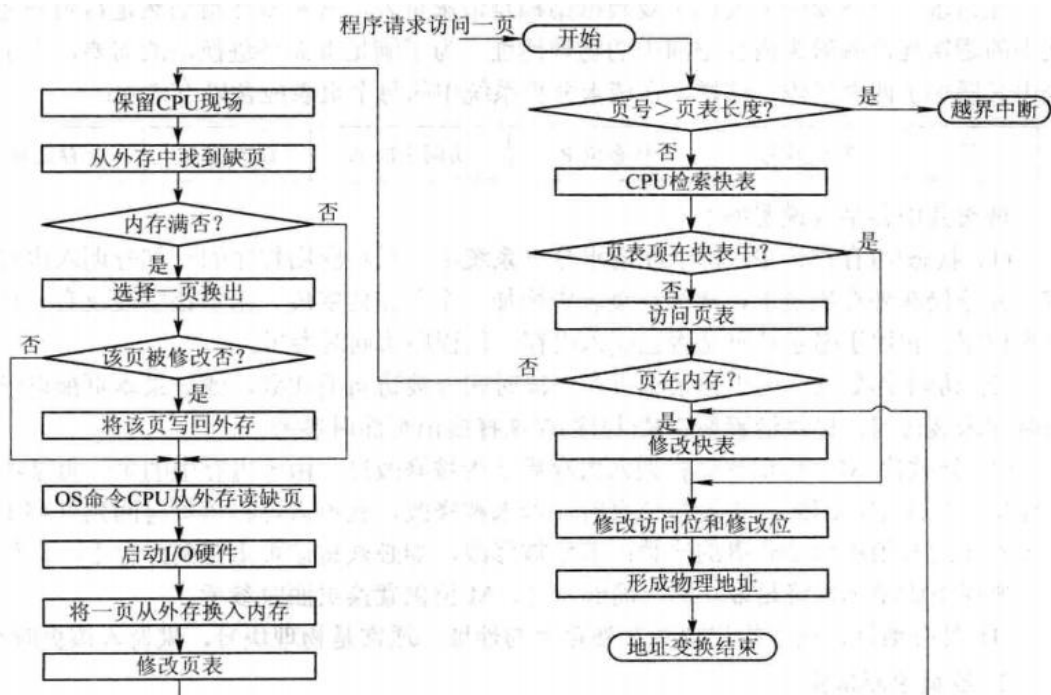 程序请求访问一页
开始
页号＞页表长度?
是
越界中断
否
CPU检索快表
页表项在快表中?
是
否
访问页表
页在内存?
否
是
修改快表
修改访问位和修改位
形成物理地址
地址变换结束
保留CPU现场
从外存中找到缺页
内存满否?
否
是
选择一页换出
该页被修改否?
否
是
将该页写回外存
OS命令CPU从外存读缺页
启动I/O硬件
将一页从外存换入内存
修改页表